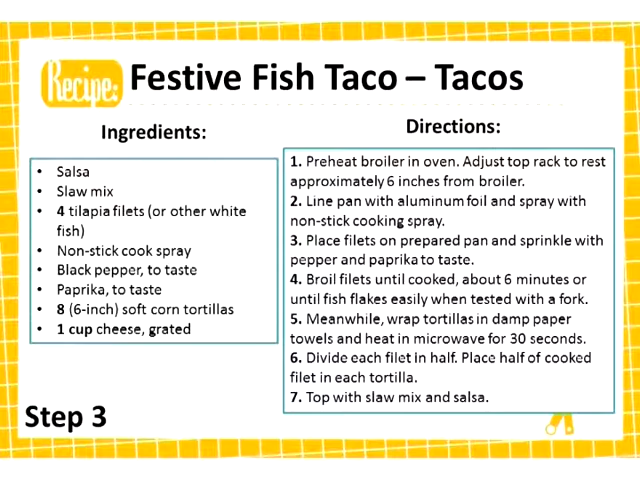 Recipe: Festive Fish Taco – Tacos
Ingredients:
• Salsa
• Slaw mix
• 4 tilapia filets (or other white
fish)
• Non-stick cook spray
• Black pepper, to taste
• Paprika, to taste
• 8 (6-inch) soft corn tortillas
• 1 cup cheese, grated
Step 3
Directions:
1. Preheat broiler in oven. Adjust top rack to rest
approximately 6 inches from broiler.
2. Line pan with aluminum foil and spray with
non-stick cooking spray.
3. Place filets on prepared pan and sprinkle with
pepper and paprika to taste.
4. Broil filets until cooked, about 6 minutes or
until fish flakes easily when tested with a fork.
5. Meanwhile, wrap tortillas in damp paper
towels and heat in microwave for 30 seconds.
6. Divide each filet in half. Place half of cooked
filet in each tortilla.
7. Top with slaw mix and salsa.